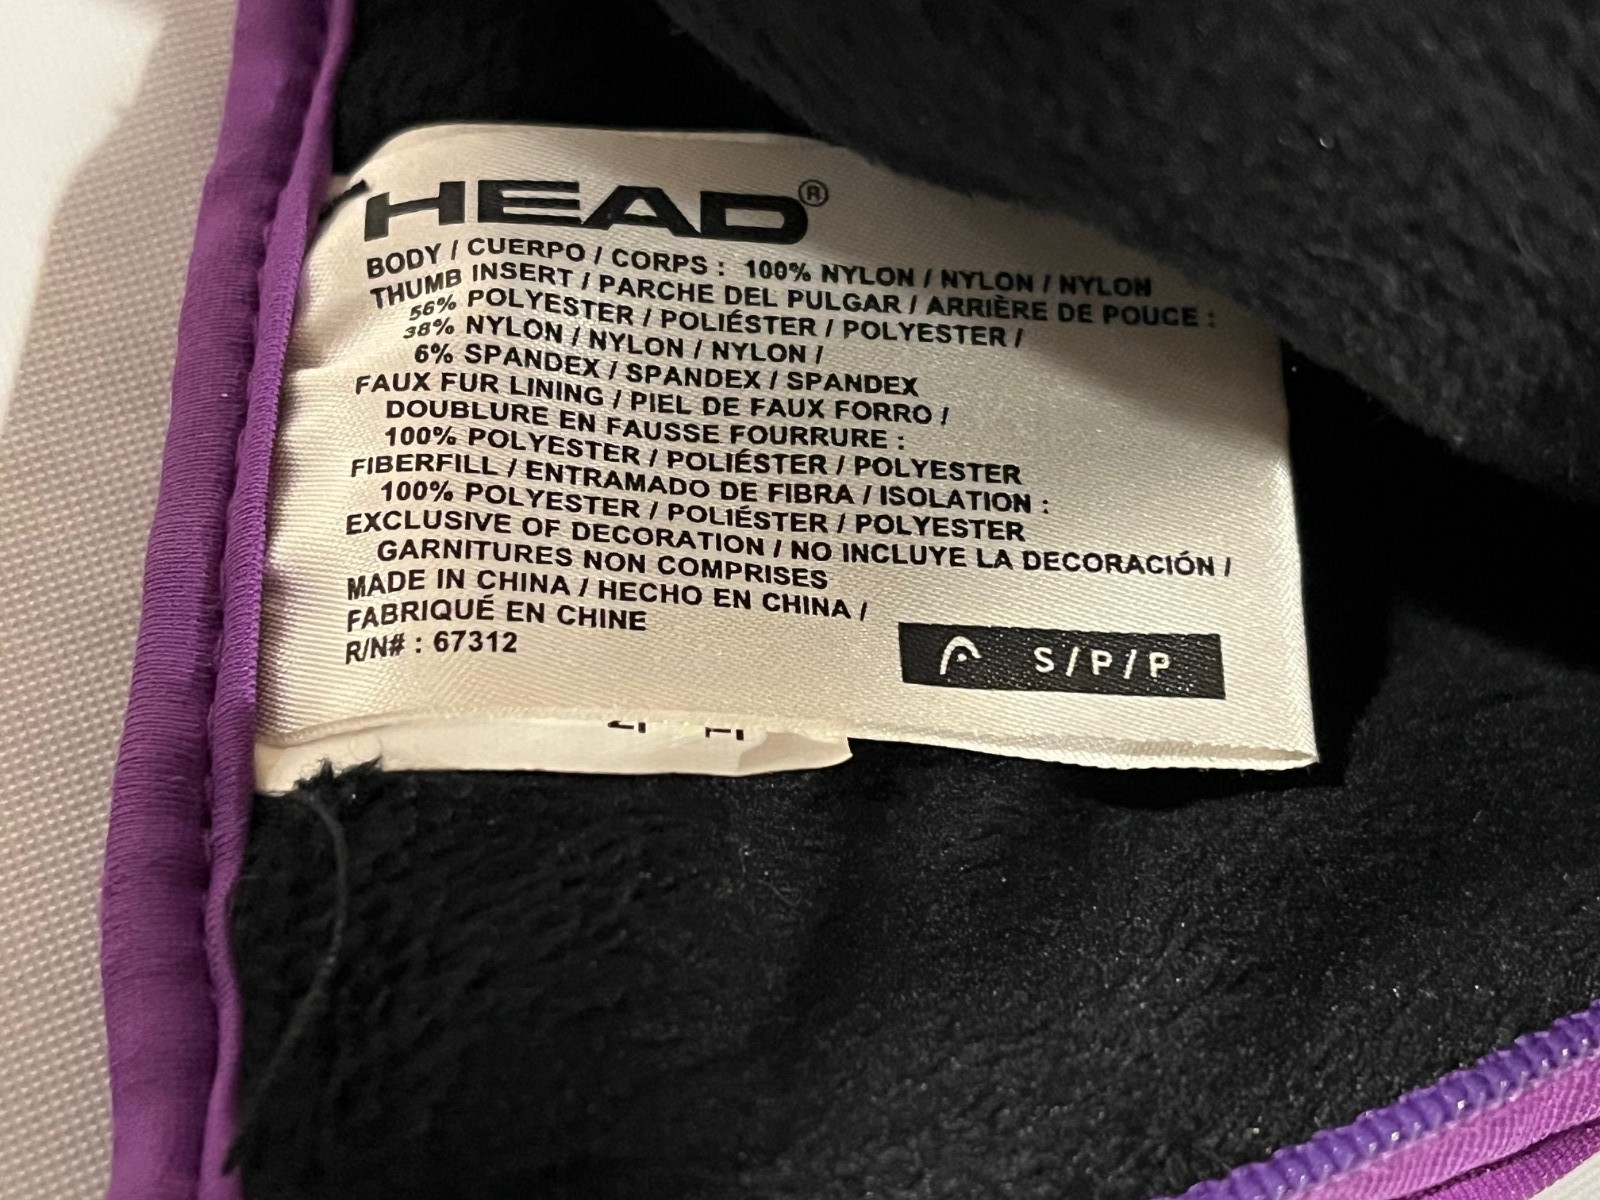 HEAD®
BODY / CUERPO / CORPS : 100% NYLON / NYLON / NYLON
THUMB INSERT / PARCHE DEL PULGAR / ARRIÈRE DE POUCE :
56% POLYESTER / POLIÉSTER / POLYESTER /
38% NYLON / NYLON / NYLON /
6% SPANDEX / SPANDEX / SPANDEX
FAUX FUR LINING / PIEL DE FAUX FORRO /
DOUBLURE EN FAUSSE FOURRURE :
100% POLYESTER / POLIÉSTER / POLYESTER
FIBERFILL / ENTRAMADO DE FIBRA / ISOLATION :
100% POLYESTER / POLIÉSTER / POLYESTER
EXCLUSIVE OF DECORATION / NO INCLUYE LA DECORACIÓN /
GARNITURES NON COMPRISES
MADE IN CHINA / HECHO EN CHINA /
FABRIQUÉ EN CHINE
R/N# : 67312
S/P/P